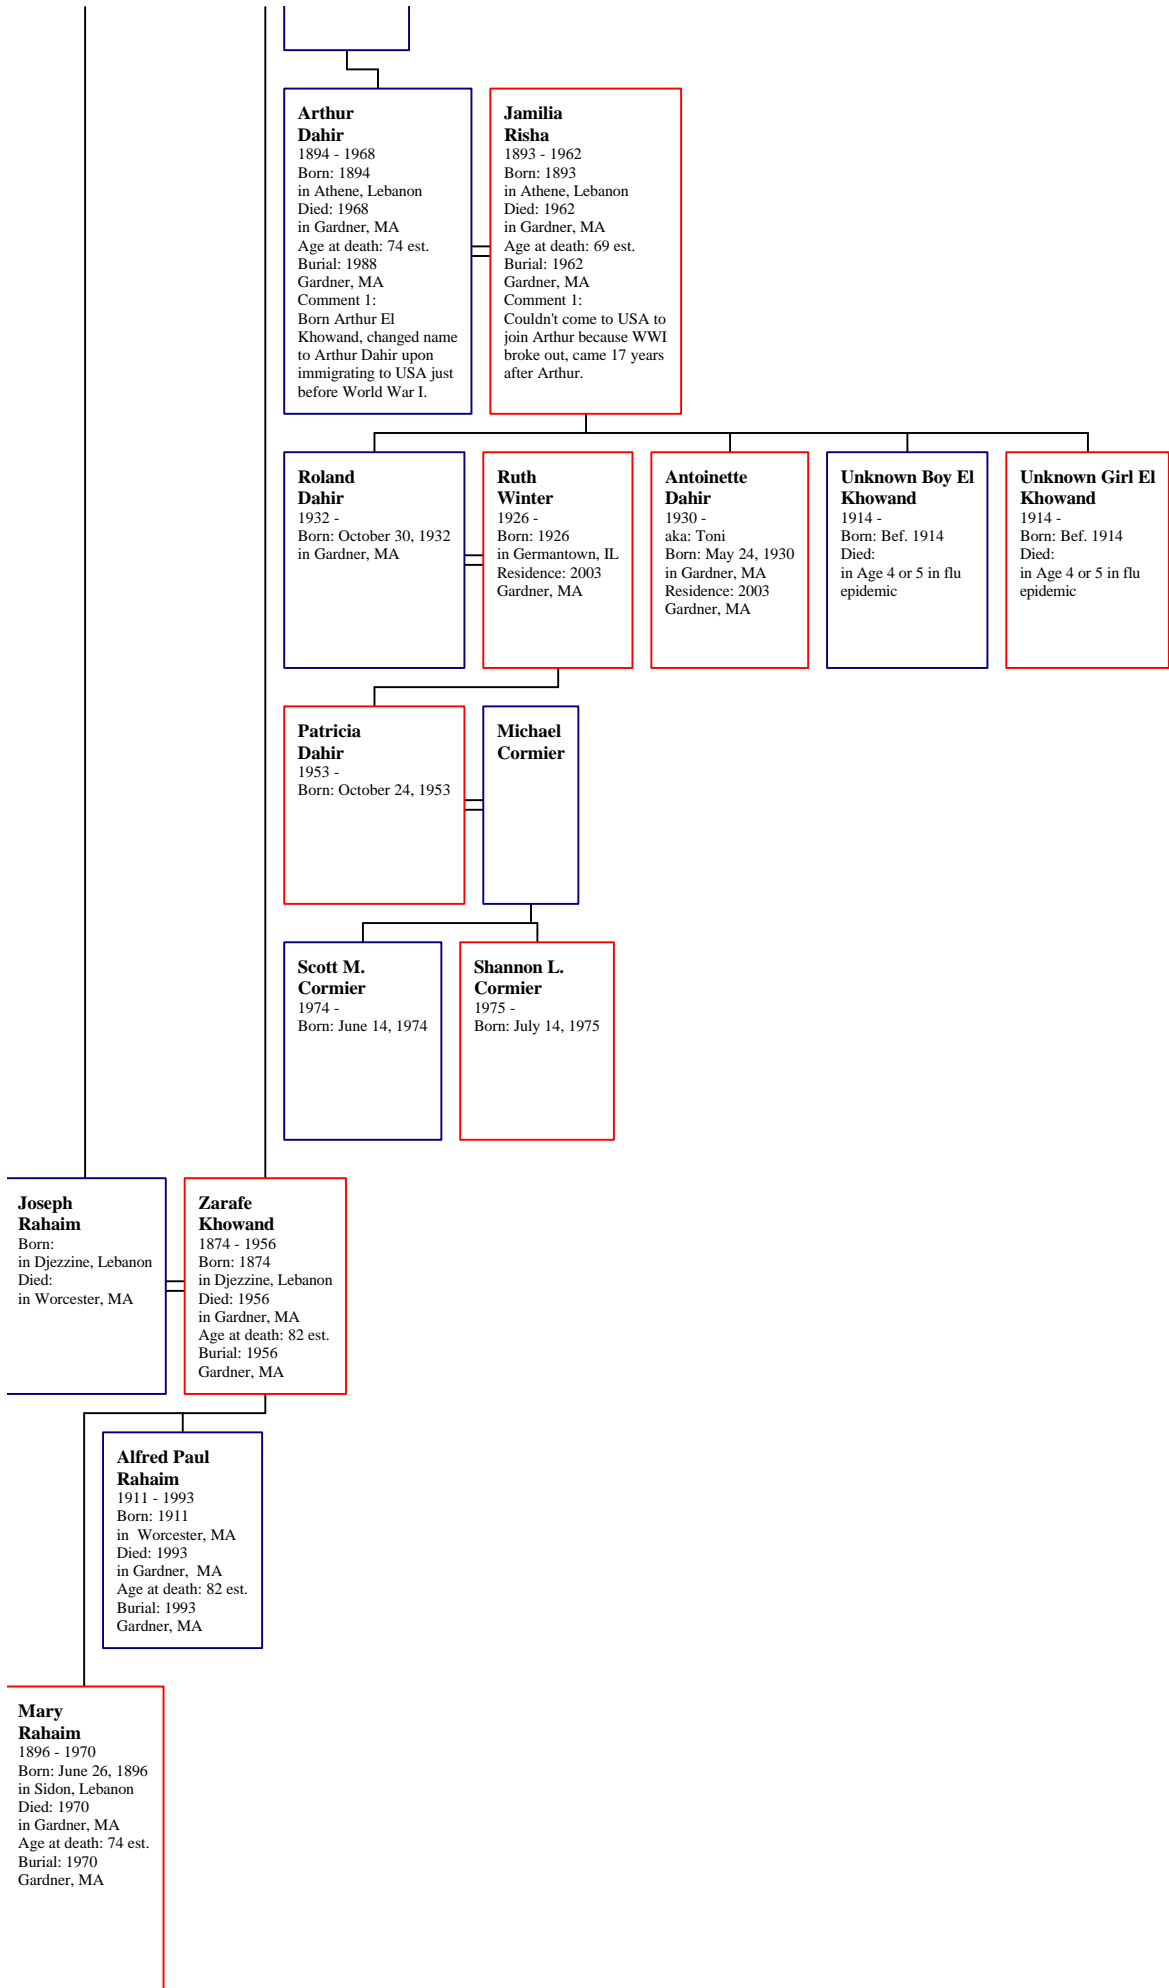 Arthur
Dahir
1894 - 1968
Born: 1894
in Athene, Lebanon
Died: 1968
in Gardner, MA
Age at death: 74 est.
Burial: 1988
Gardner, MA
Comment 1:
Born Arthur El
Khowand, changed name
to Arthur Dahir upon
immigrating to USA just
before World War I.
Jamilia
Risha
1893 - 1962
Born: 1893
in Athene, Lebanon
Died: 1962
in Gardner, MA
Age at death: 69 est.
Burial: 1962
Gardner, MA
Comment 1:
Couldn't come to USA to
join Arthur because WWI
broke out, came 17 years
after Arthur.
Roland
Dahir
1932 -
Born: October 30, 1932
in Gardner, MA
Ruth
Winter
1926 -
Born: 1926
in Germantown, IL
Residence: 2003
Gardner, MA
Antoinette
Dahir
1930 -
aka: Toni
Born: May 24, 1930
in Gardner, MA
Residence: 2003
Gardner, MA
Unknown Boy El
Khowand
1914 -
Born: Bef. 1914
Died:
in Age 4 or 5 in flu
epidemic
Unknown Girl El
Khowand
1914 -
Born: Bef. 1914
Died:
in Age 4 or 5 in flu
epidemic
Patricia
Dahir
1953 -
Born: October 24, 1953
Michael
Cormier
Scott M.
Cormier
1974 -
Born: June 14, 1974
Shannon L.
Cormier
1975 -
Born: July 14, 1975
Joseph
Rahaim
Born:
in Djezzine, Lebanon
Died:
in Worcester, MA
Zarafe
Khowand
1874 - 1956
Born: 1874
in Djezzine, Lebanon
Died: 1956
in Gardner, MA
Age at death: 82 est.
Burial: 1956
Gardner, MA
Alfred Paul
Rahaim
1911 - 1993
Born: 1911
in  Worcester, MA
Died: 1993
in Gardner,  MA
Age at death: 82 est.
Burial: 1993
Gardner, MA
Mary
Rahaim
1896 - 1970
Born: June 26, 1896
in Sidon, Lebanon
Died: 1970
in Gardner, MA
Age at death: 74 est.
Burial: 1970
Gardner, MA